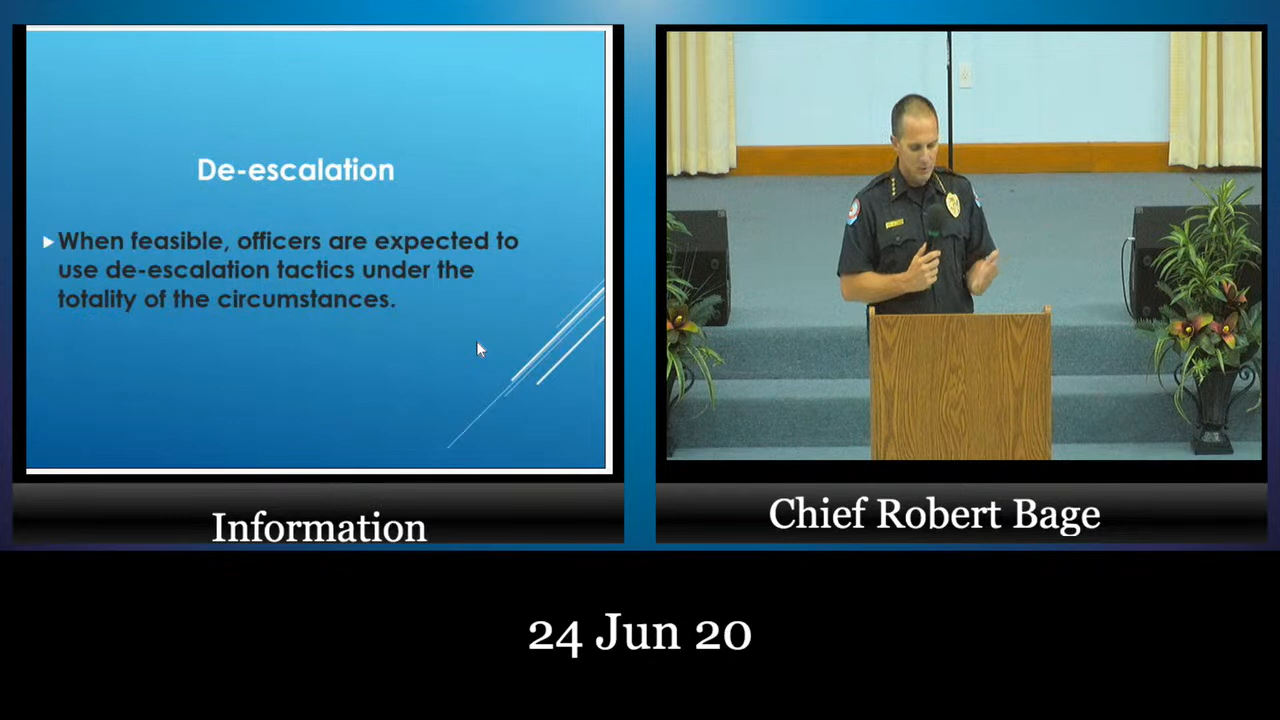 De-escalation
When feasible, officers are expected to
use de-escalation tactics under the
totality of the circumstances.
Information
Chief Robert Bage
24 Jun 20